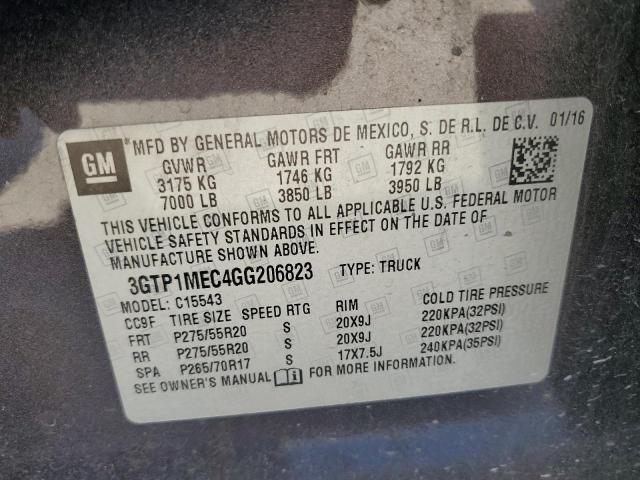 GM
MFD BY GENERAL MOTORS DE MEXICO, S. DE R.L. DE C.V. 01/16
GVWR GAWR FRT GAWR RR
3175 KG 1746 KG 1792 KG
7000 LB 3850 LB 3950 LB
THIS VEHICLE CONFORMS TO ALL APPLICABLE U.S. FEDERAL MOTOR
VEHICLE SAFETY STANDARDS IN EFFECT ON THE DATE OF
MANUFACTURE SHOWN ABOVE.
3GTP1MEC4GG206823 TYPE: TRUCK
MODEL: C15543
CC9F TIRE SIZE SPEED RTG RIM COLD TIRE PRESSURE
FRT P275/55R20 S 20X9J 220KPA(32PSI)
RR P275/55R20 S 20X9J 220KPA(32PSI)
SPA P265/70R17 S 17X7.5J 240KPA(35PSI)
SEE OWNER'S MANUAL FOR MORE INFORMATION.